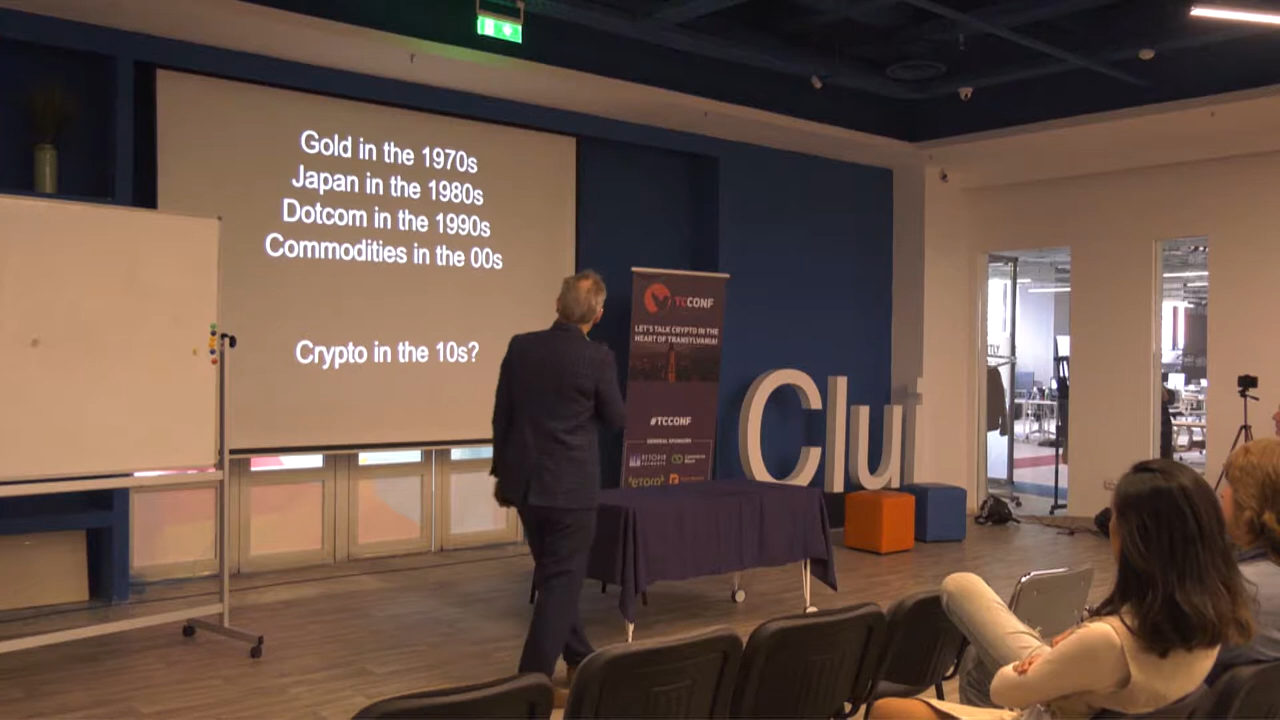 Gold in the 1970s
Japan in the 1980s
Dotcom in the 1990s
Commodities in the 00s
Crypto in the 10s?
TCCONF
LET'S TALK CRYPTO IN THE
HEART OF TRANSYLVANIA!
#TCCONF
GENERAL SPONSORS
eToro
Cluj